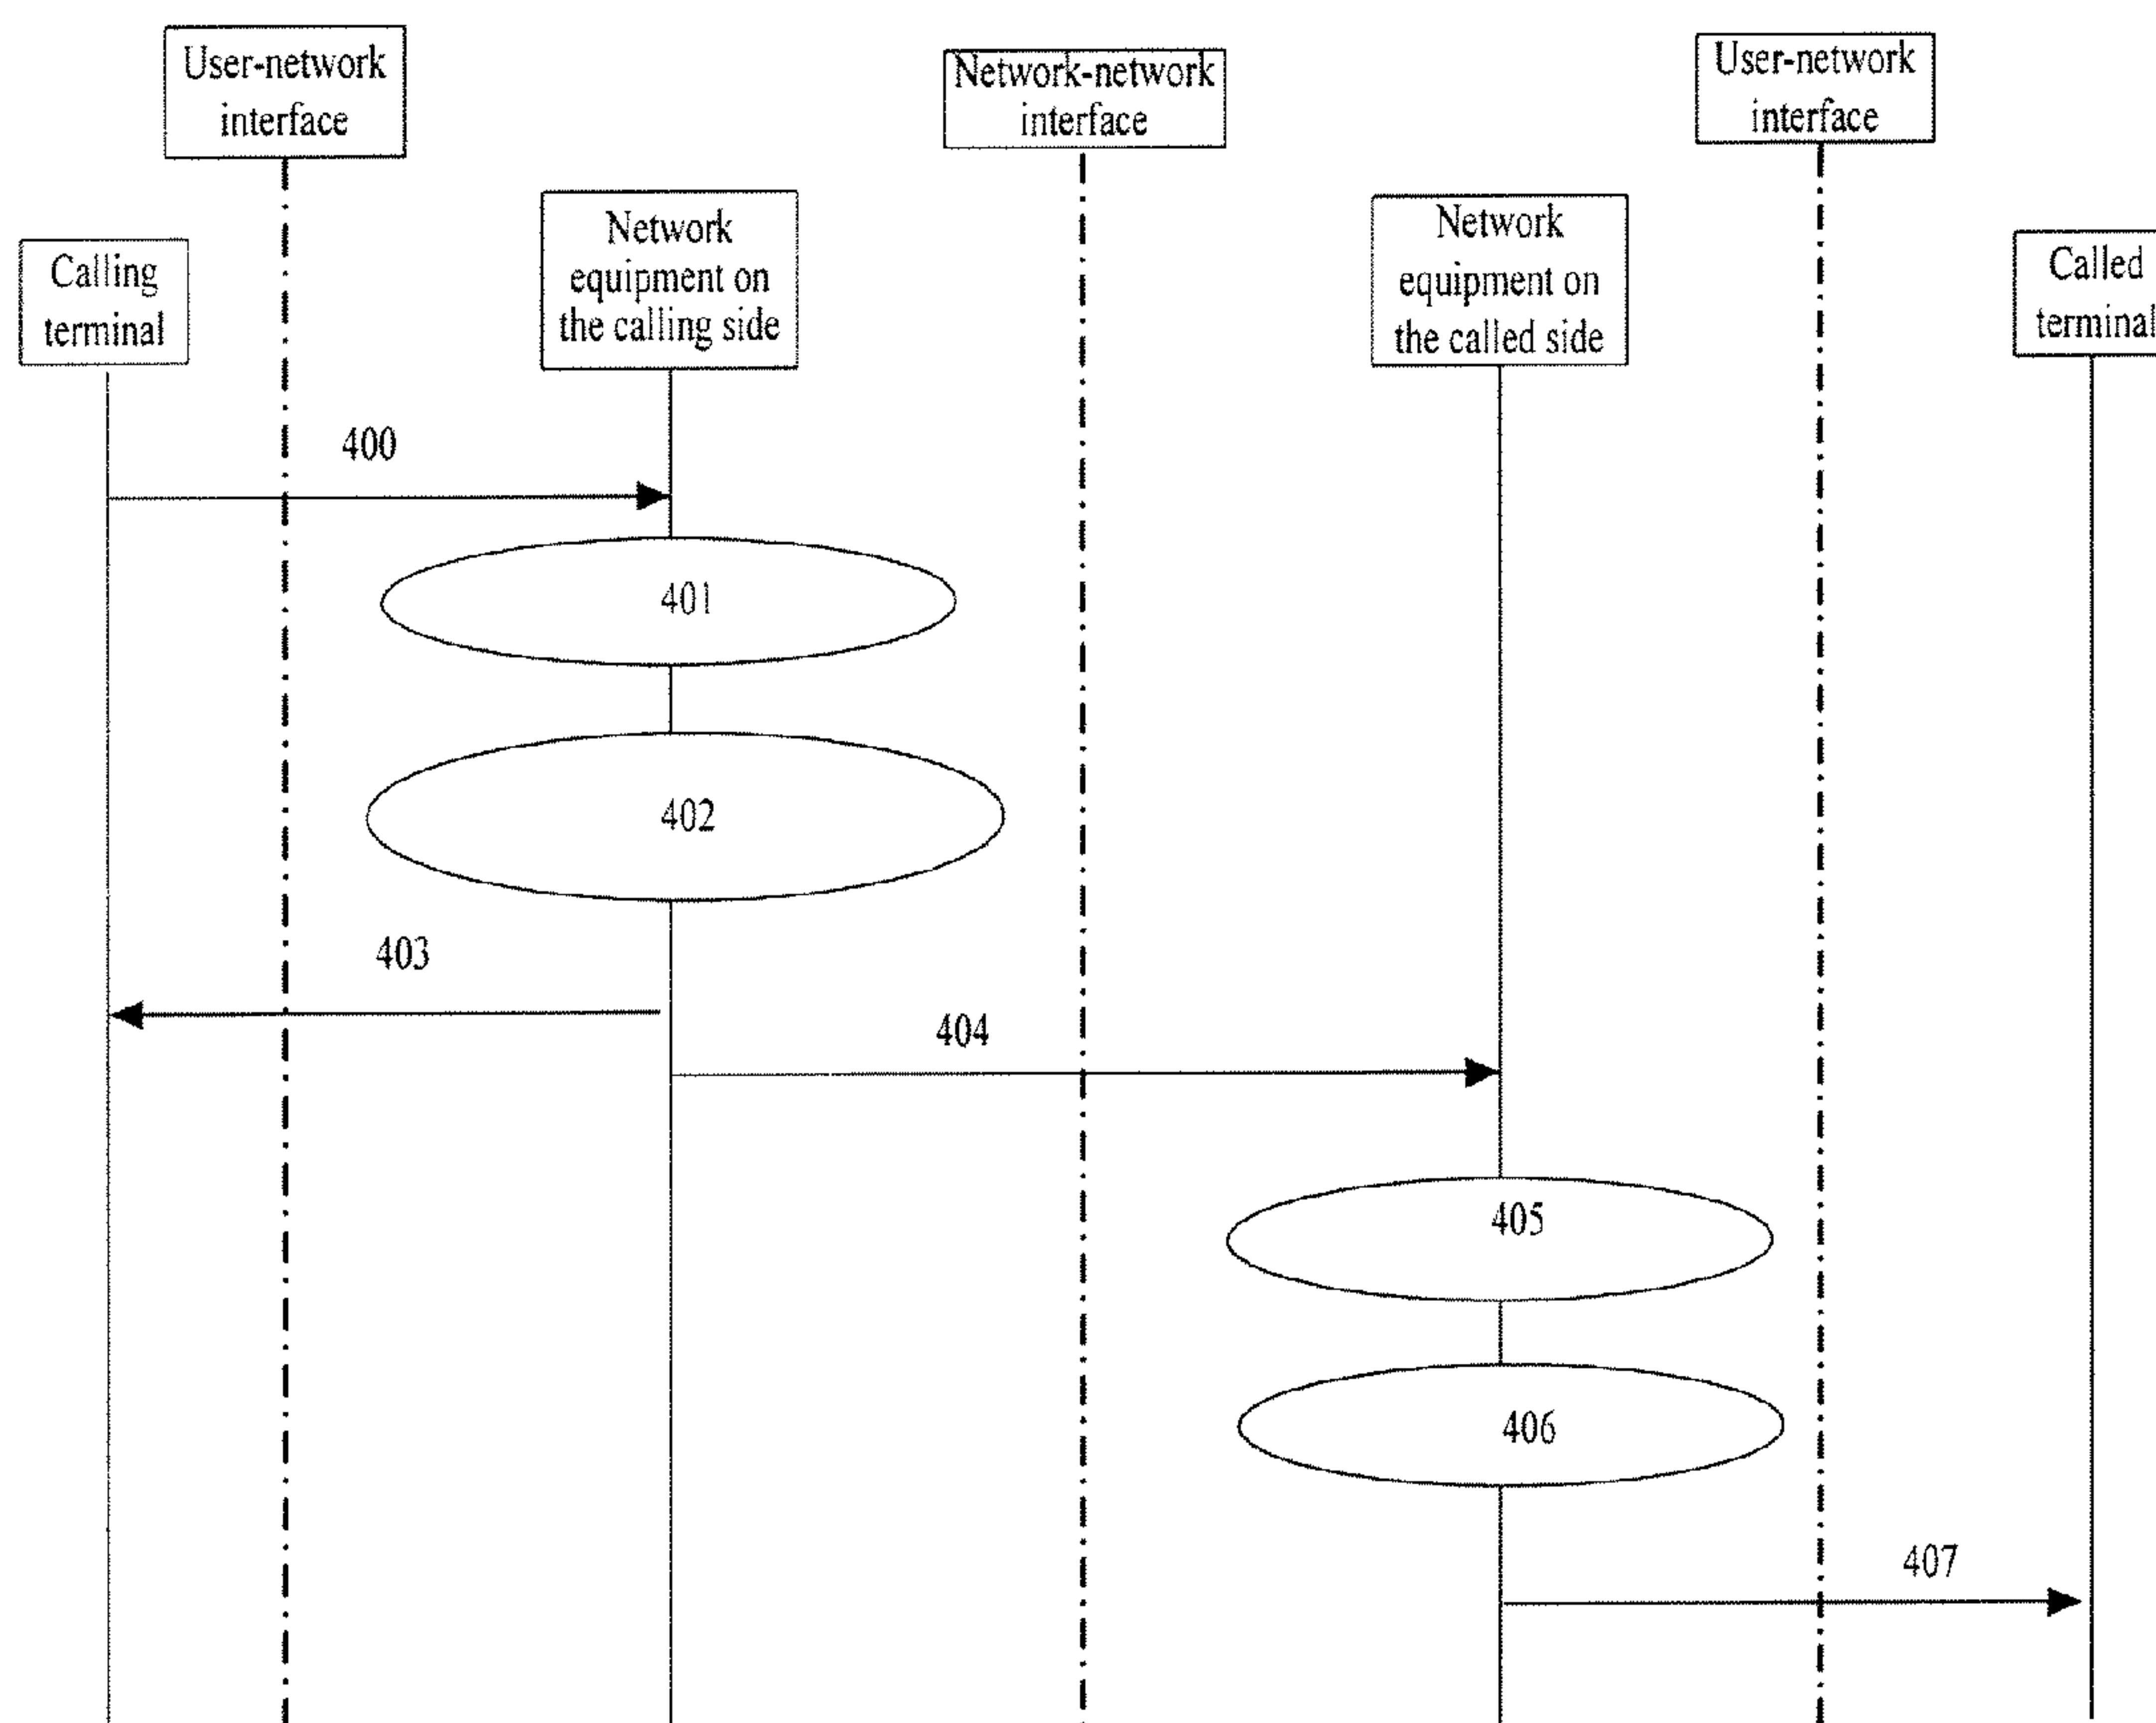 User-network
interface
Network-network
interface
User-network
interface
Calling
terminal
Network
equipment on
the calling side
Network
equipment on
the called side
Called
terminal
400
401
402
403
404
405
406
407